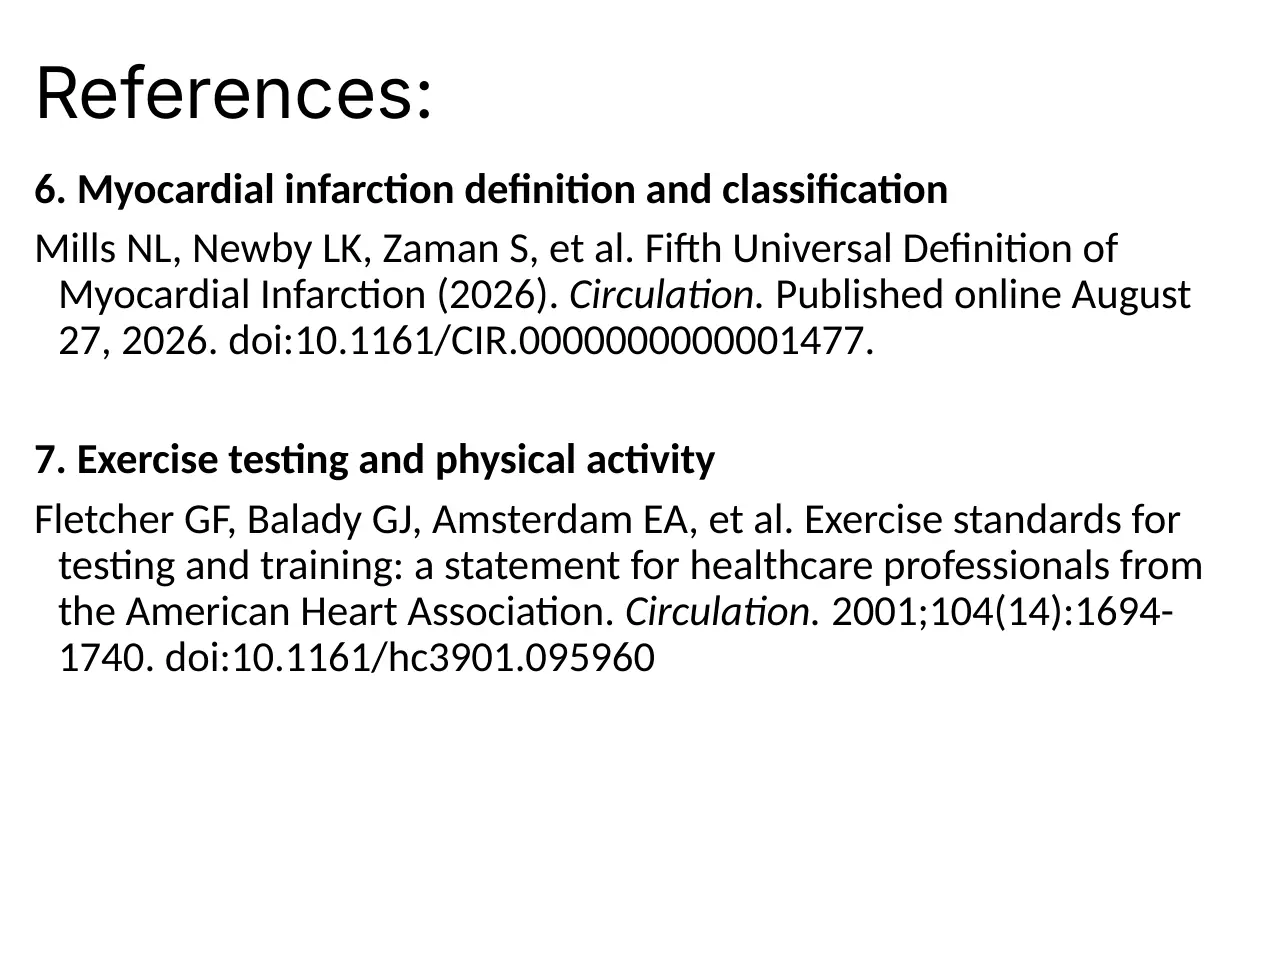 References:
6. Myocardial infarction definition and classification
Mills NL, Newby LK, Zaman S, et al. Fifth Universal Definition of
Myocardial Infarction (2026). Circulation. Published online August
27, 2026. doi:10.1161/CIR.0000000000001477.
7. Exercise testing and physical activity
Fletcher GF, Balady GJ, Amsterdam EA, et al. Exercise standards for
testing and training: a statement for healthcare professionals from
the American Heart Association. Circulation. 2001;104(14):1694-
1740. doi:10.1161/hc3901.095960